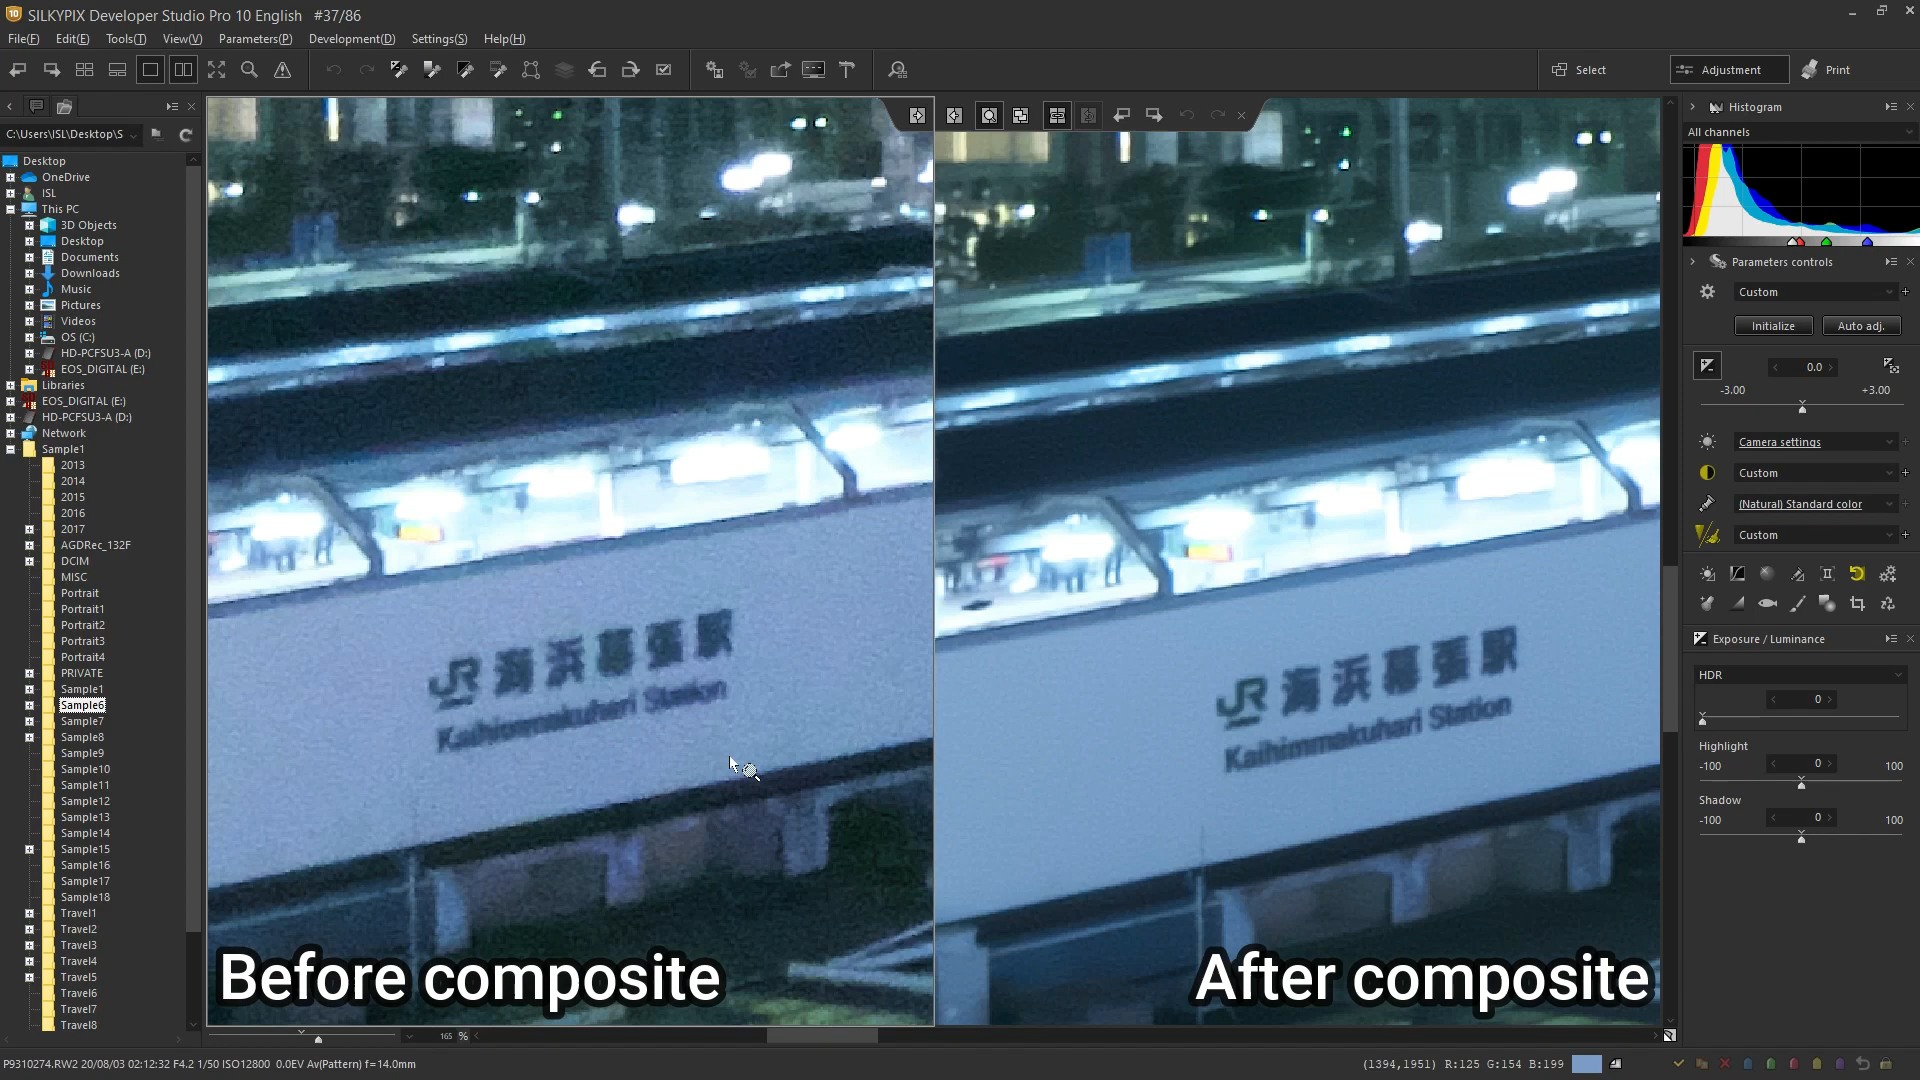 SILKYPIX Developer Studio Pro 10 English #37/86
File(F) Edit(E) Tools(T) View(V) Parameters(P) Development(D) Settings(S) Help(H)
Select
Adjustment
Print
C:\Users\ISL\Desktop\S
Desktop
OneDrive
ISL
This PC
3D Objects
Desktop
Documents
Downloads
Music
Pictures
Videos
OS (C:)
HD-PCFSU3-A (D:)
EOS_DIGITAL (E:)
Libraries
EOS_DIGITAL (E:)
HD-PCFSU3-A (D:)
Network
Sample1
2013
2014
2015
2016
2017
AGDRec_132F
DCIM
MISC
Portrait
Portrait1
Portrait2
Portrait3
Portrait4
PRIVATE
Sample1
Sample6
Sample7
Sample8
Sample9
Sample10
Sample11
Sample12
Sample13
Sample14
Sample15
Sample16
Sample17
Sample18
Travel1
Travel2
Travel3
Travel4
Travel5
Travel6
Travel7
Travel8
JR 海浜幕張駅
Kaihimmakuhari Station
Before composite
JR 海浜幕張駅
Kaihimmakuhari Station
After composite
165 %
Histogram
All channels
Parameters controls
Custom
Initialize Auto adj.
0.0
-3.00 +3.00
Camera settings
Custom
(Natural) Standard color
Custom
Exposure / Luminance
HDR
0
Highlight
-100 0 100
Shadow
-100 0 100
P9310274.RW2 20/08/03 02:12:32 F4.2 1/50 ISO12800 0.0EV Av(Pattern) f=14.0mm
(1394,1951) R:125 G:154 B:199